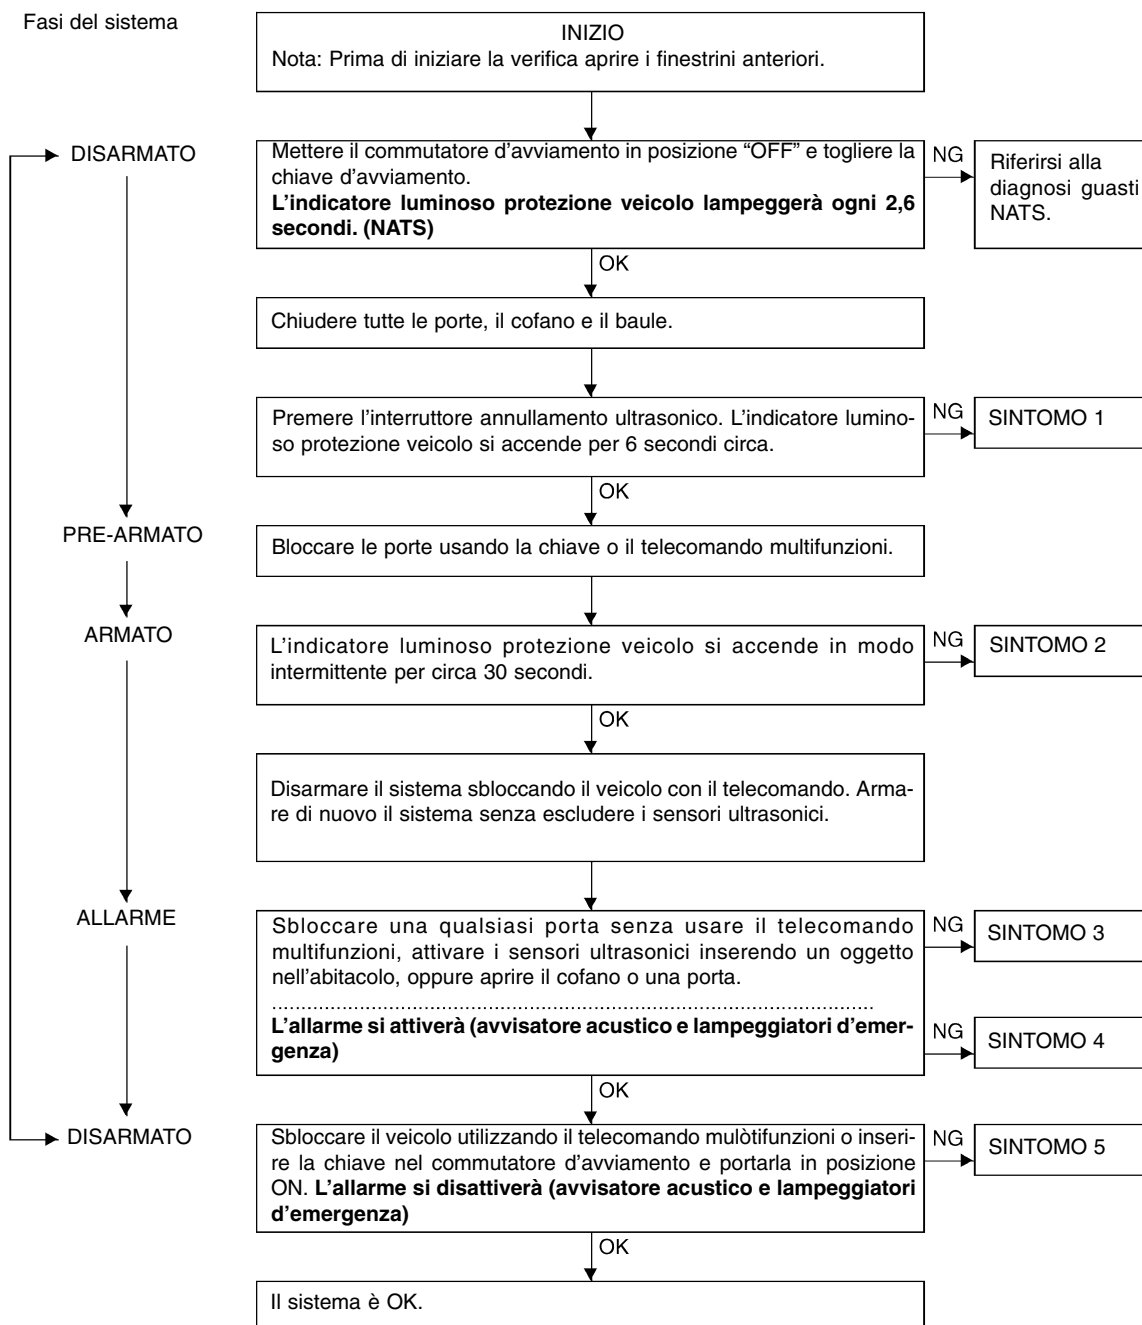 Fasi del sistema
INIZIO
Nota: Prima di iniziare la verifica aprire i finestrini anteriori.
DISARMATO
Mettere il commutatore d’avviamento in posizione “OFF” e togliere la
chiave d’avviamento.
L’indicatore luminoso protezione veicolo lampeggerà ogni 2,6
secondi. (NATS)
NG
Riferirsi alla
diagnosi guasti
NATS.
OK
Chiudere tutte le porte, il cofano e il baule.
Premere l’interruttore annullamento ultrasonico. L’indicatore lumino-
so protezione veicolo si accende per 6 secondi circa.
NG
SINTOMO 1
OK
PRE-ARMATO
Bloccare le porte usando la chiave o il telecomando multifunzioni.
ARMATO
L’indicatore luminoso protezione veicolo si accende in modo
intermittente per circa 30 secondi.
NG
SINTOMO 2
OK
Disarmare il sistema sbloccando il veicolo con il telecomando. Arma-
re di nuovo il sistema senza escludere i sensori ultrasonici.
ALLARME
Sbloccare una qualsiasi porta senza usare il telecomando
multifunzioni, attivare i sensori ultrasonici inserendo un oggetto
nell’abitacolo, oppure aprire il cofano o una porta.
NG
SINTOMO 3
......................................................................................................
L’allarme si attiverà (avvisatore acustico e lampeggiatori d’emer-
genza)
NG
SINTOMO 4
OK
DISARMATO
Sbloccare il veicolo utilizzando il telecomando mulòtifunzioni o inseri-
re la chiave nel commutatore d’avviamento e portarla in posizione
ON. L’allarme si disattiverà (avvisatore acustico e lampeggiatori
d’emergenza)
NG
SINTOMO 5
OK
Il sistema è OK.